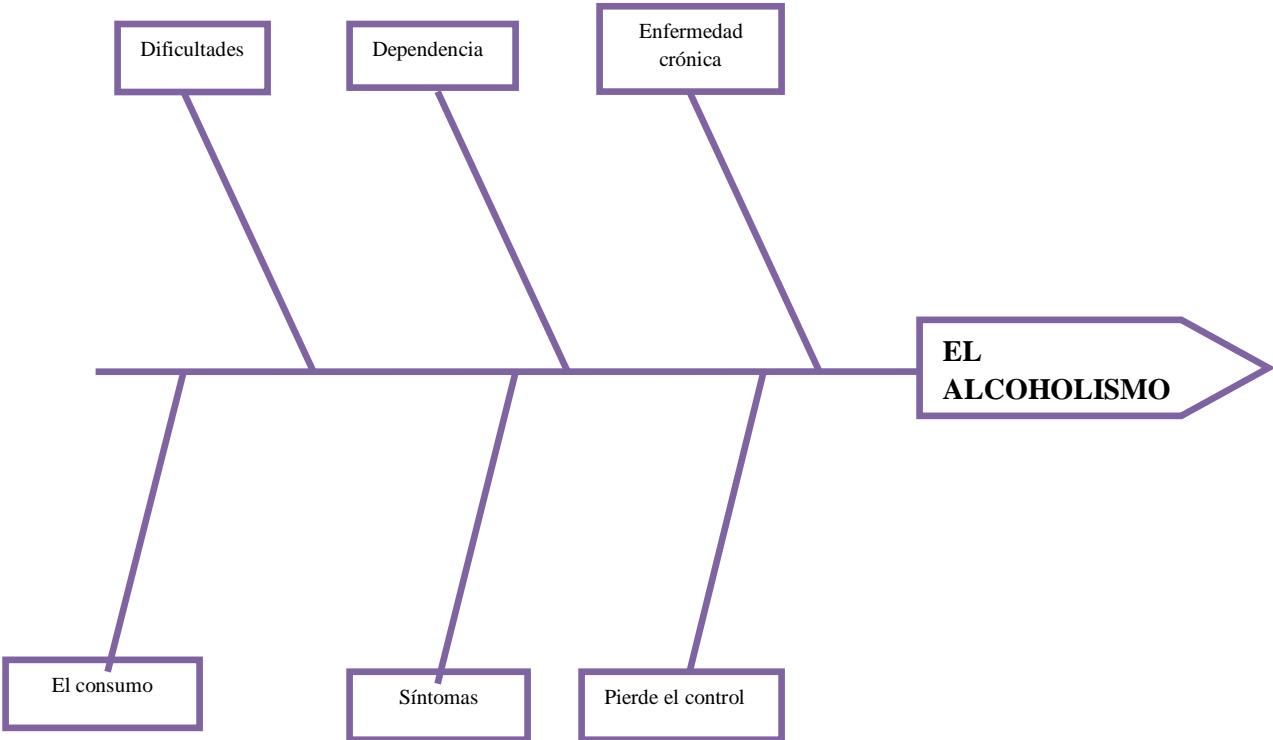 Dificultades
Dependencia
Enfermedad
crónica
EL
ALCOHOLISMO
El consumo
Síntomas
Pierde el control